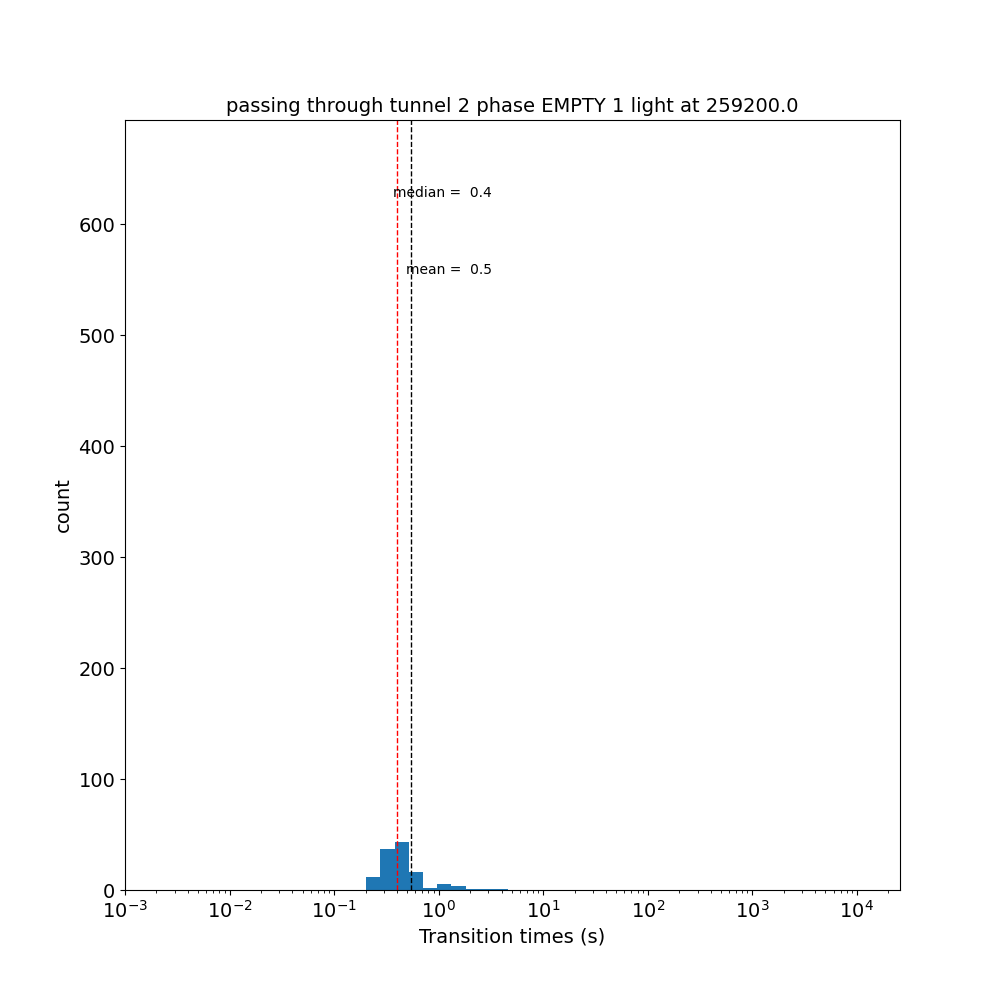 passing through tunnel 2 phase EMPTY 1 light at 259200.0
median =  0.4
mean =  0.5
600
500
400
300
200
100
0
count
10⁻³ 10⁻² 10⁻¹ 10⁰ 10¹ 10² 10³ 10⁴
Transition times (s)